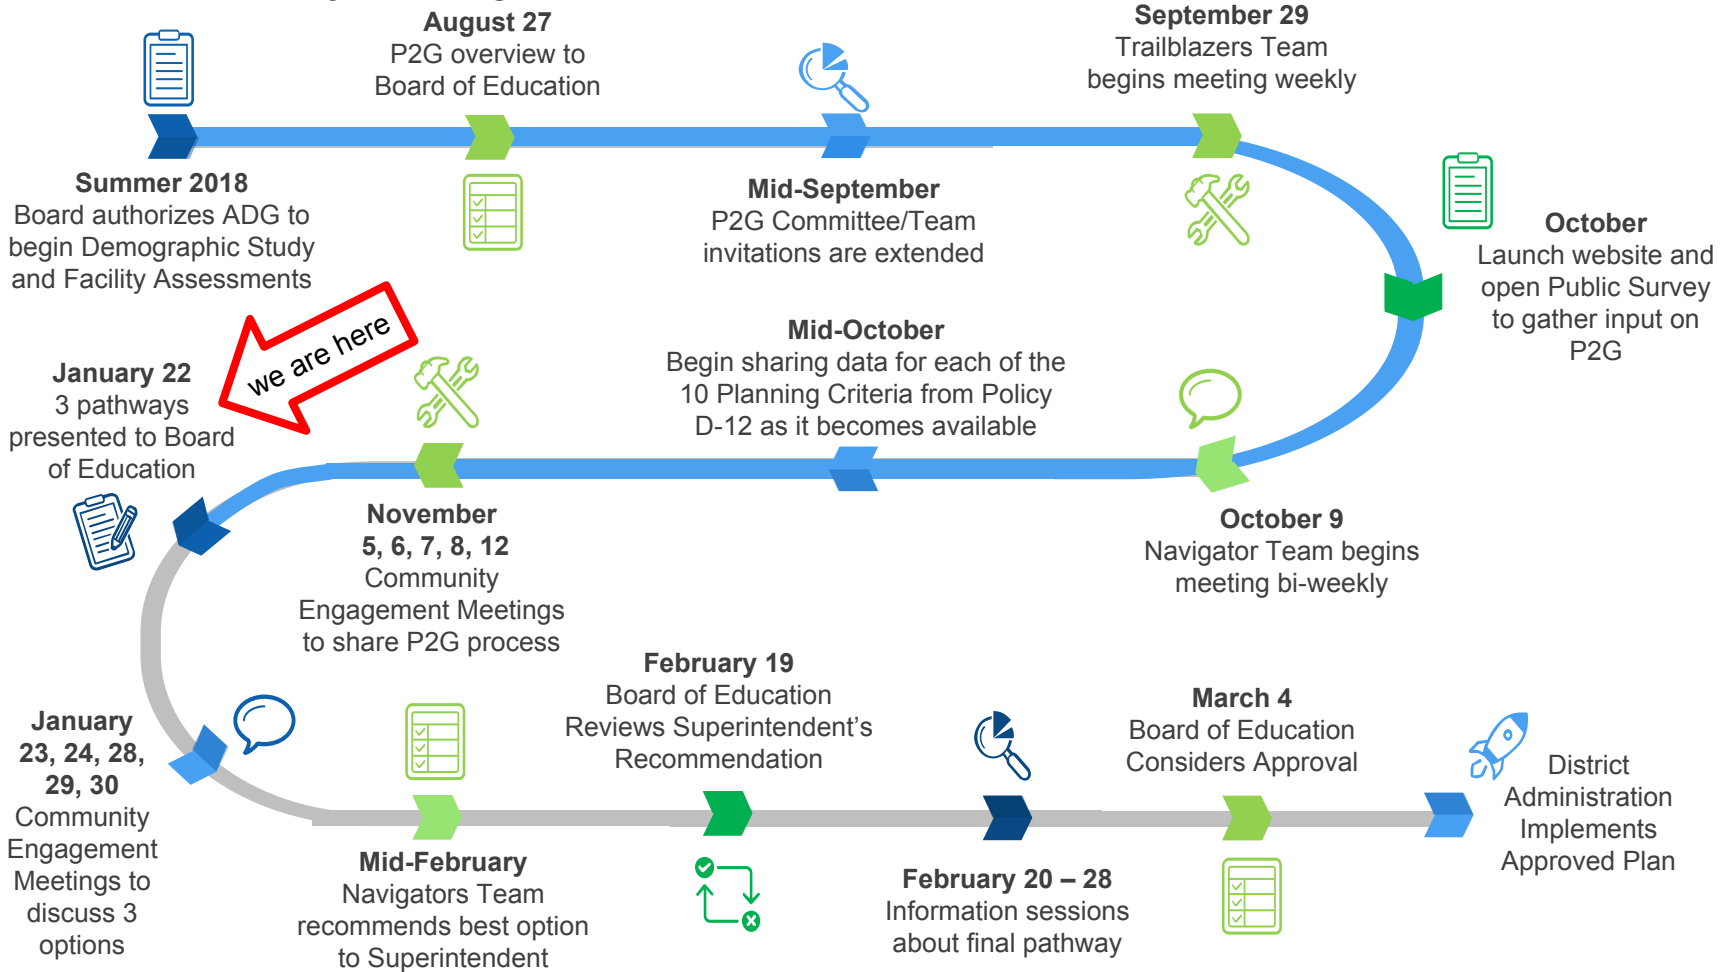 August 27
P2G overview to
Board of Education
September 29
Trailblazers Team
begins meeting weekly
Summer 2018
Board authorizes ADG to
begin Demographic Study
and Facility Assessments
Mid-September
P2G Committee/Team
invitations are extended
October
Launch website and
open Public Survey
to gather input on
P2G
we are here
January 22
3 pathways
presented to Board
of Education
Mid-October
Begin sharing data for each of the
10 Planning Criteria from Policy
D-12 as it becomes available
November
5, 6, 7, 8, 12
Community
Engagement Meetings
to share P2G process
October 9
Navigator Team begins
meeting bi-weekly
January
23, 24, 28,
29, 30
Community
Engagement
Meetings to
discuss 3
options
Mid-February
Navigators Team
recommends best option
to Superintendent
February 19
Board of Education
Reviews Superintendent’s
Recommendation
February 20 – 28
Information sessions
about final pathway
March 4
Board of Education
Considers Approval
District
Administration
Implements
Approved Plan